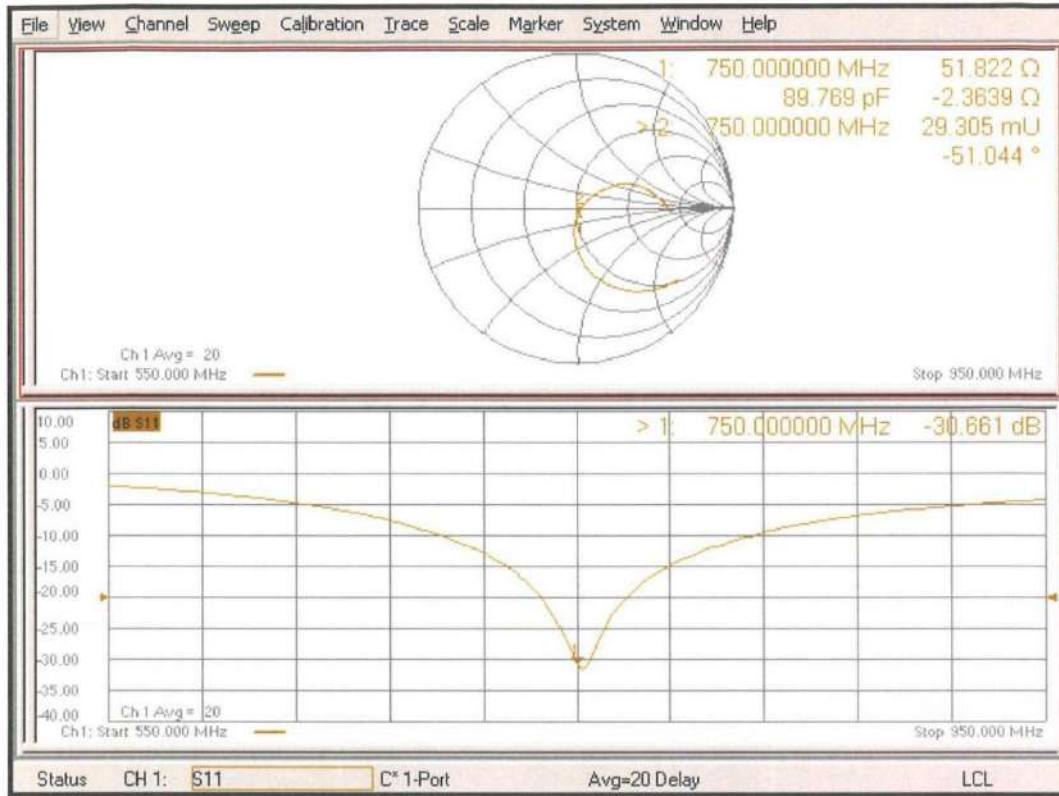 File View Channel Sweep Calibration Trace Scale Marker System Window Help
1: 750.000000 MHz 51.822 Ω
89.769 pF -2.3639 Ω
> 2: 750.000000 MHz 29.305 mU
-51.044 °
Ch 1 Avg = 20
Ch1: Start 550.000 MHz
Stop 950.000 MHz
dB S11
> 1: 750.000000 MHz -30.661 dB
10.00
5.00
0.00
-5.00
-10.00
-15.00
-20.00
-25.00
-30.00
-35.00
-40.00
Ch 1 Avg = 20
Ch1: Start 550.000 MHz
Stop 950.000 MHz
Status CH 1: S11 C* 1-Port Avg=20 Delay LCL